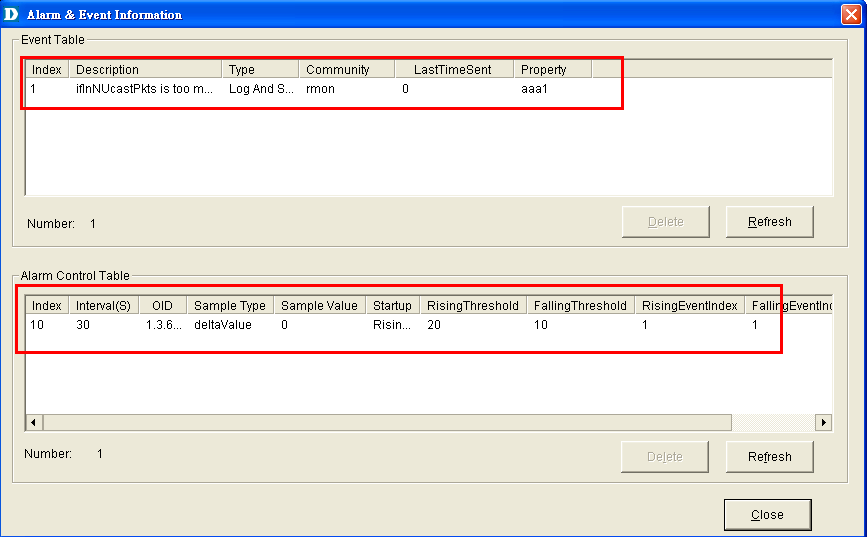 D Alarm & Event Information
Event Table
Index Description Type Community LastTimeSent Property
1 ifInNUcastPkts is too m... Log And S... rmon 0 aaa1
Number: 1 Delete Refresh
Alarm Control Table
Index Interval(S) OID Sample Type Sample Value Startup RisingThreshold FallingThreshold RisingEventIndex FallingEventInd
10 30 1.3.6... deltaValue 0 Risin... 20 10 1 1
Number: 1 Delete Refresh
Close